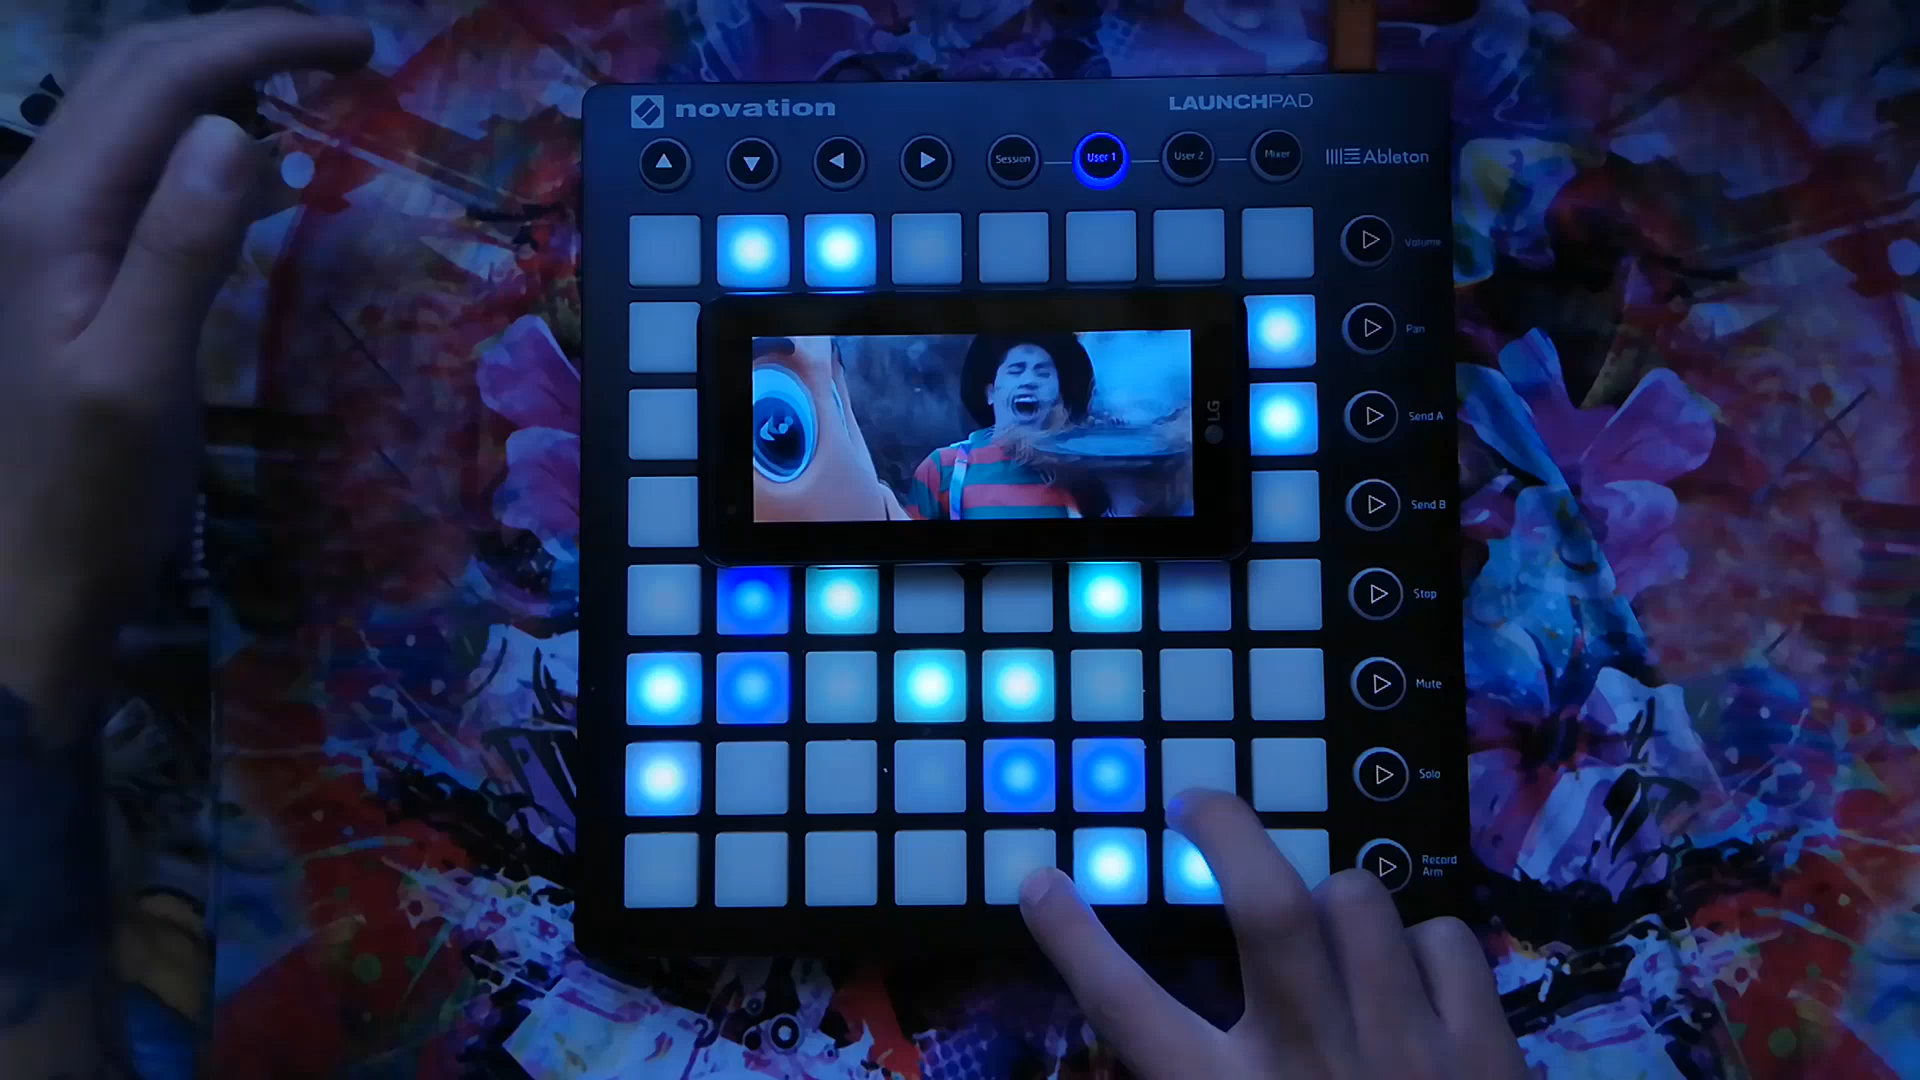 novation
LAUNCHPAD
Session
User 1
User 2
Mixer
Ableton
Volume
Pan
Send A
LG
Send B
Stop
Mute
Solo
Record
Arm